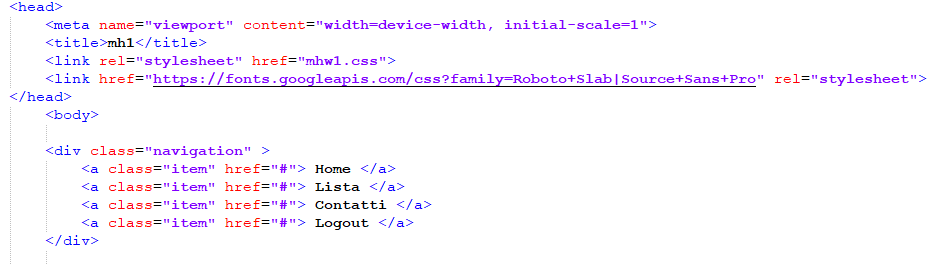 <head>
<meta name="viewport" content="width=device-width, initial-scale=1">
<title>mh1</title>
<link rel="stylesheet" href="mhw1.css">
<link href="https://fonts.googleapis.com/css?family=Roboto+Slab|Source+Sans+Pro" rel="stylesheet">
</head>
<body>
<div class="navigation" >
<a class="item" href="#"> Home </a>
<a class="item" href="#"> Lista </a>
<a class="item" href="#"> Contatti </a>
<a class="item" href="#"> Logout </a>
</div>